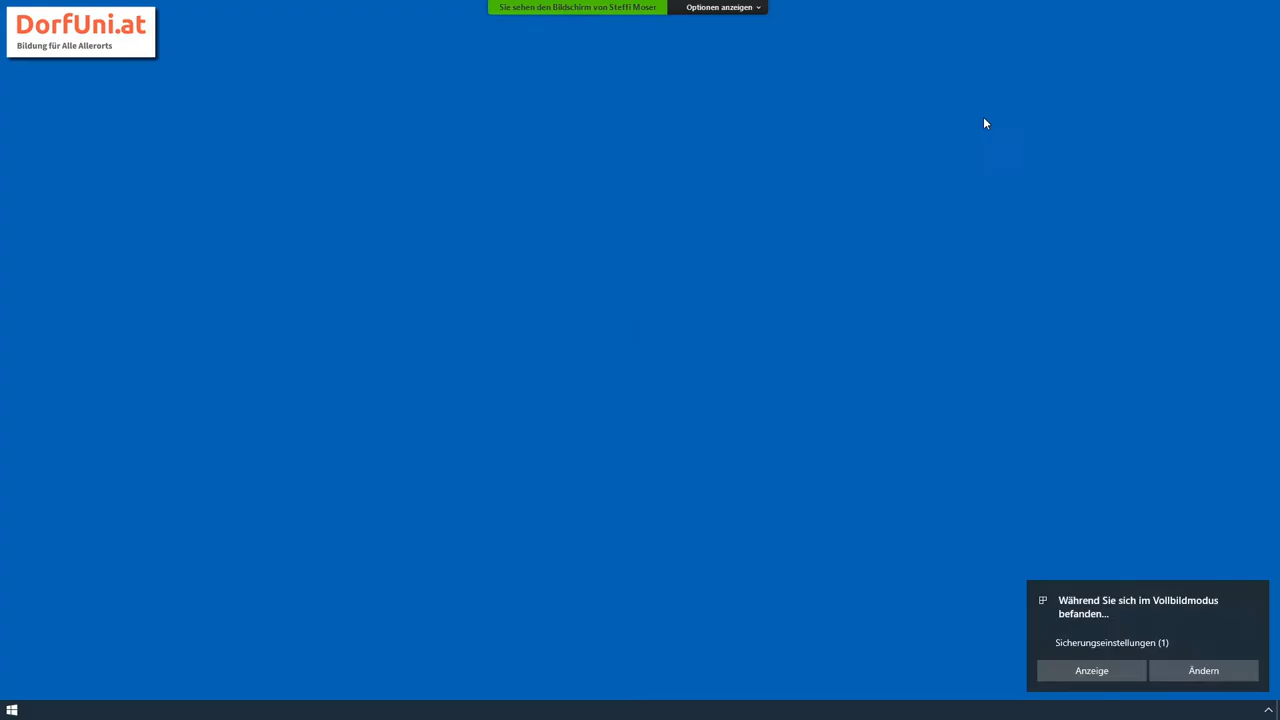 Sie sehen den Bildschirm von Steffi Moser
Optionen anzeigen
DorfUni.at
Bildung für Alle Allerorts
Während Sie sich im Vollbildmodus
befanden...
Sicherungseinstellungen (1)
Anzeige
Ändern